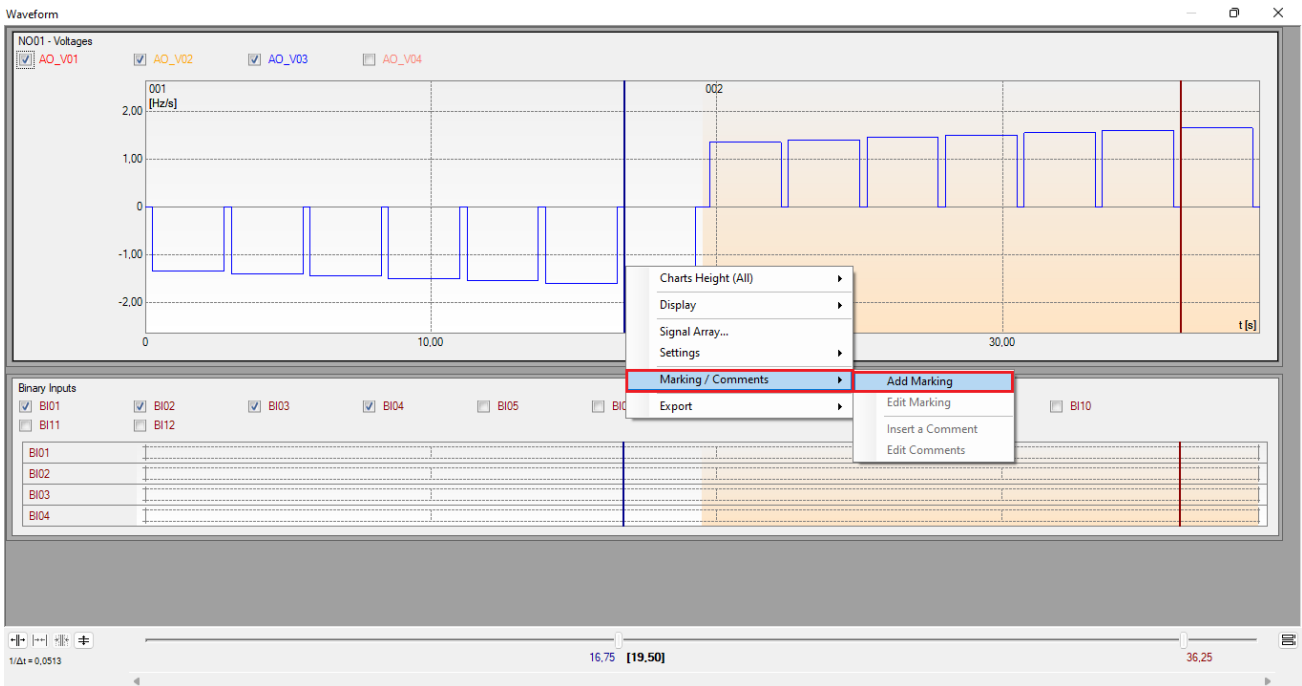 Waveform
NO01 - Voltages
AO_V01 AO_V02 AO_V03 AO_V04
001 002
[Hz/s]
2,00
1,00
0
-1,00
-2,00
t [s]
0 10,00 30,00
Charts Height (All)
Display
Signal Array...
Settings
Marking / Comments
Export
Add Marking
Edit Marking
Insert a Comment
Edit Comments
Binary Inputs
BI01 BI02 BI03 BI04 BI05 BI10
BI11 BI12
BI01
BI02
BI03
BI04
16,75 [19,50] 36,25
1/Δt = 0,0513